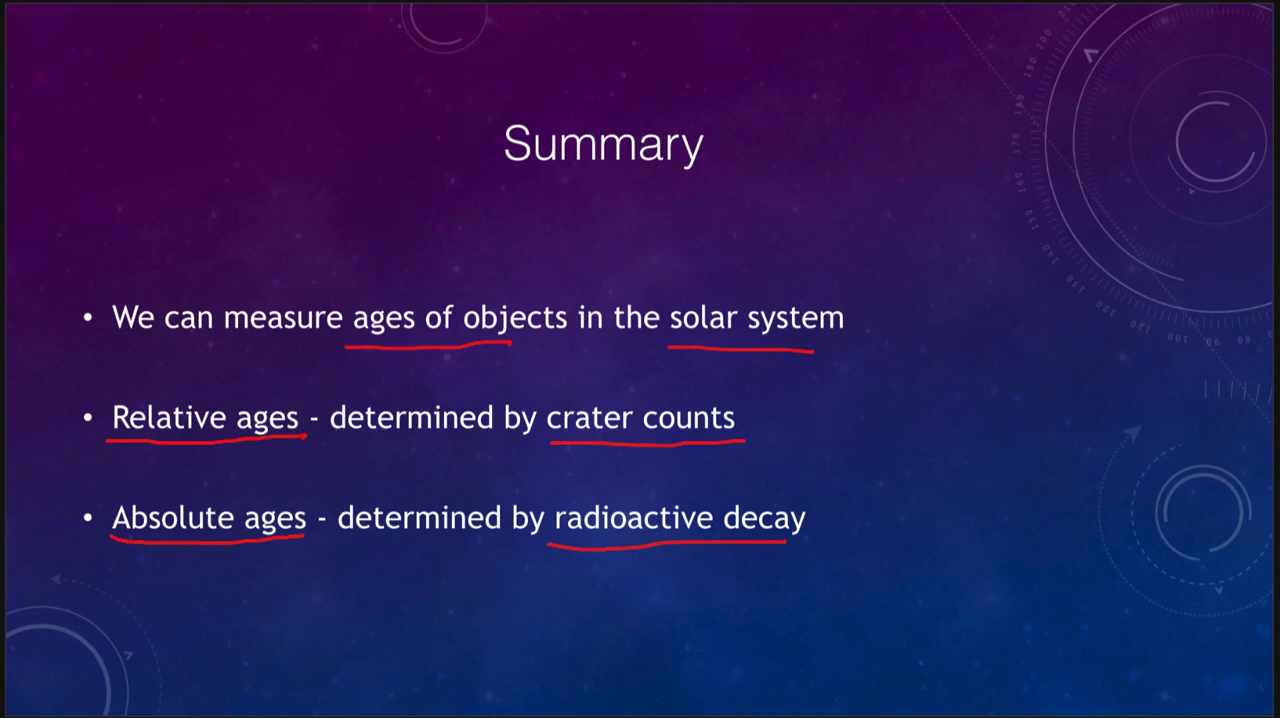 Summary
• We can measure ages of objects in the solar system
• Relative ages - determined by crater counts
• Absolute ages - determined by radioactive decay